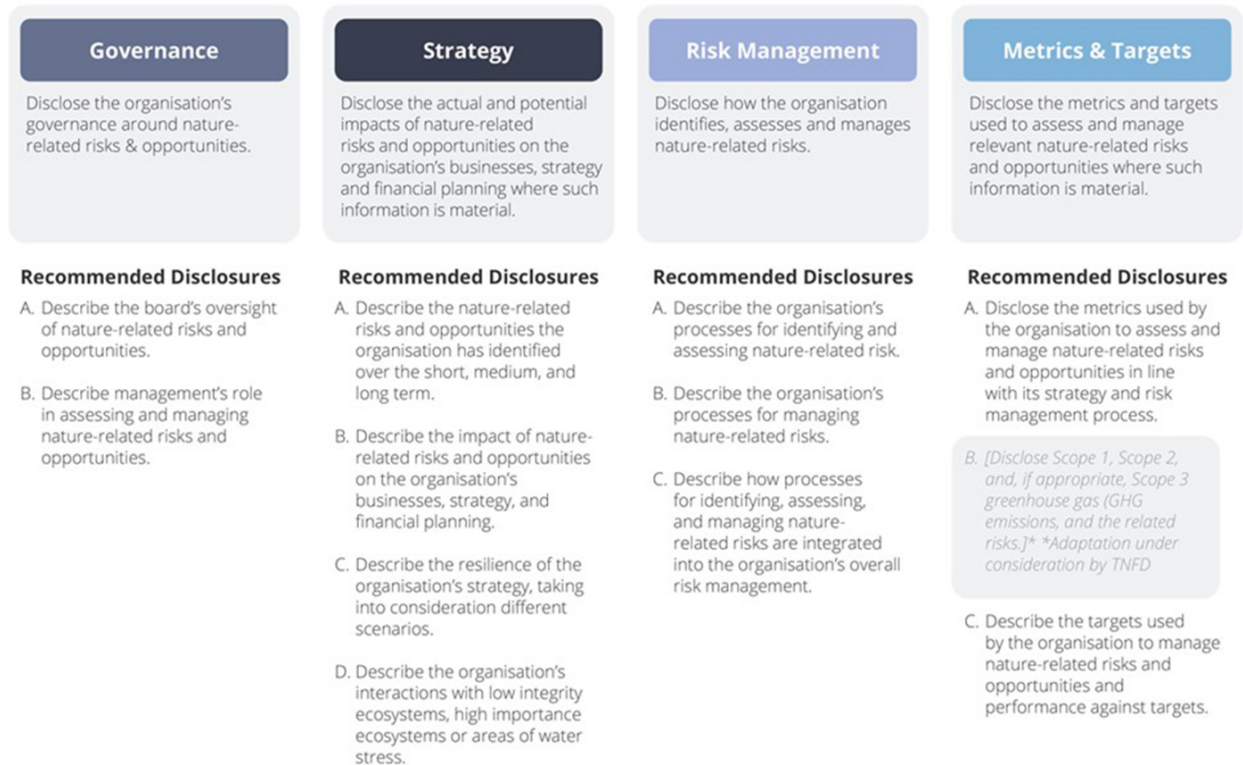 Governance
Disclose the organisation's
governance around nature-
related risks & opportunities.
Recommended Disclosures
A. Describe the board's oversight
of nature-related risks and
opportunities.
B. Describe management's role
in assessing and managing
nature-related risks and
opportunities.
Strategy
Disclose the actual and potential
impacts of nature-related
risks and opportunities on the
organisation's businesses, strategy
and financial planning where such
information is material.
Recommended Disclosures
A. Describe the nature-related
risks and opportunities the
organisation has identified
over the short, medium, and
long term.
B. Describe the impact of nature-
related risks and opportunities
on the organisation's
businesses, strategy, and
financial planning.
C. Describe the resilience of the
organisation's strategy, taking
into consideration different
scenarios.
D. Describe the organisation's
interactions with low integrity
ecosystems, high importance
ecosystems or areas of water
stress.
Risk Management
Disclose how the organisation
identifies, assesses and manages
nature-related risks.
Recommended Disclosures
A. Describe the organisation's
processes for identifying and
assessing nature-related risk.
B. Describe the organisation's
processes for managing
nature-related risks.
C. Describe how processes
for identifying, assessing,
and managing nature-
related risks are integrated
into the organisation's overall
risk management.
Metrics & Targets
Disclose the metrics and targets
used to assess and manage
relevant nature-related risks
and opportunities where such
information is material.
Recommended Disclosures
A. Disclose the metrics used by
the organisation to assess and
manage nature-related risks
and opportunities in line
with its strategy and risk
management process.
B. [Disclose Scope 1, Scope 2,
and, if appropriate, Scope 3
greenhouse gas (GHG
emissions, and the related
risks.]* *Adaptation under
consideration by TNFD
C. Describe the targets used
by the organisation to manage
nature-related risks and
opportunities and
performance against targets.